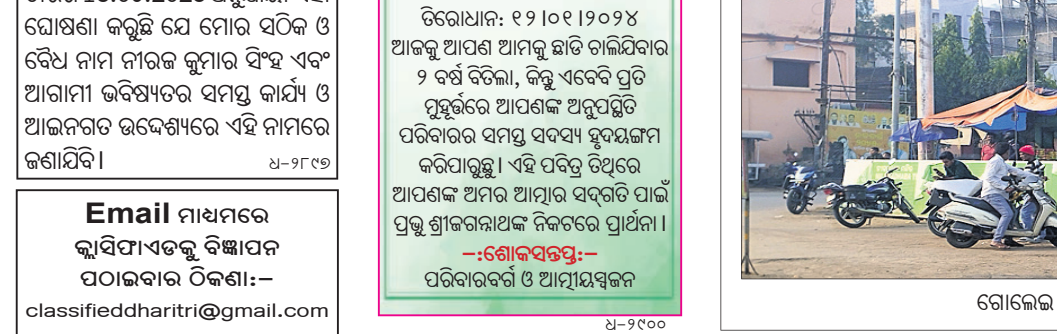 ଘୋଷଣା କରୁଛି ଯେ ମୋର ସଠିକ ଓ
ବୈଧ ନାମ ନୀରଜ କୁମାର ସିଂହ ଏବଂ
ଆଗାମୀ ଭବିଷ୍ୟତର ସମସ୍ତ କାର୍ଯ୍ୟ ଓ
ଆଇନଗତ ଉଦ୍ଦେଶ୍ୟରେ ଏହି ନାମରେ
ଜଣାଯିବି।
ଧ-୨୮୯୭
Email ମାଧ୍ୟମରେ
କ୍ଲାସିଫାଏଡକୁ ବିଜ୍ଞାପନ
ପଠାଇବାର ଠିକଣା:-
classifieddharitri@gmail.com
ତିରୋଧାନ: ୧୨।୦୧।୨୦୨୪
ଆଜକୁ ଆପଣ ଆମକୁ ଛାଡି ଚାଲିଯିବାର
୨ ବର୍ଷ ବିତିଲା, କିନ୍ତୁ ଏବେବି ପ୍ରତି
ମୁହୂର୍ତ୍ତରେ ଆପଣଙ୍କ ଅନୁପସ୍ଥିତି
ପରିବାରର ସମସ୍ତ ସଦସ୍ୟ ହୃଦୟଙ୍ଗମ
କରିପାରୁଛୁ। ଏହି ପବିତ୍ର ତିଥିରେ
ଆପଣଙ୍କ ଅମର ଆତ୍ମାର ସଦ୍‌ଗତି ପାଇଁ
ପ୍ରଭୁ ଶ୍ରୀଜଗନ୍ନାଥଙ୍କ ନିକଟରେ ପ୍ରାର୍ଥନା।
-:ଶୋକସନ୍ତପ୍ତ:-
ପରିବାରବର୍ଗ ଓ ଆତ୍ମୀୟସ୍ୱଜନ
ଧ-୨୯୦୦
ଗୋଲେଇ